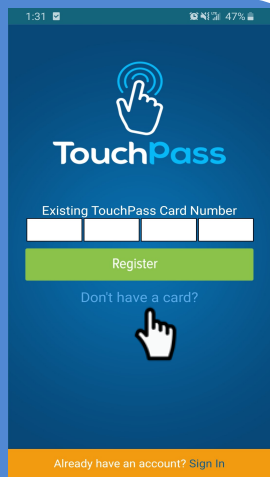 1:31 47%
TouchPass
Existing TouchPass Card Number
Register
Don't have a card?
Already have an account? Sign In